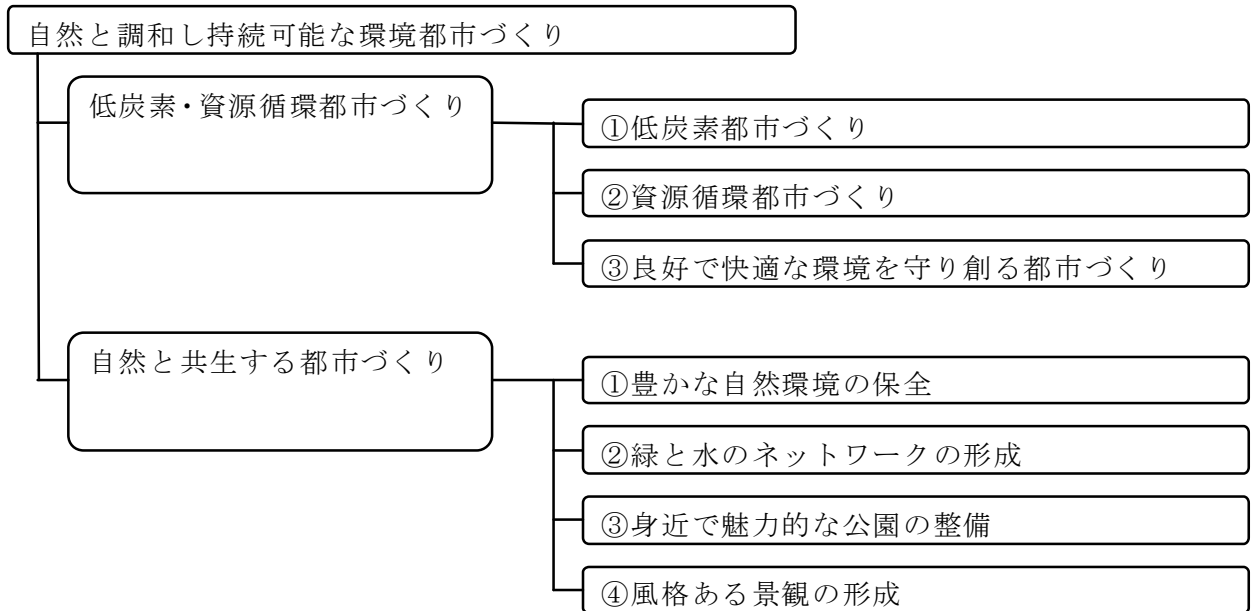 自然と調和し持続可能な環境都市づくり
低炭素・資源循環都市づくり
①低炭素都市づくり
②資源循環都市づくり
③良好で快適な環境を守り創る都市づくり
自然と共生する都市づくり
①豊かな自然環境の保全
②緑と水のネットワークの形成
③身近で魅力的な公園の整備
④風格ある景観の形成